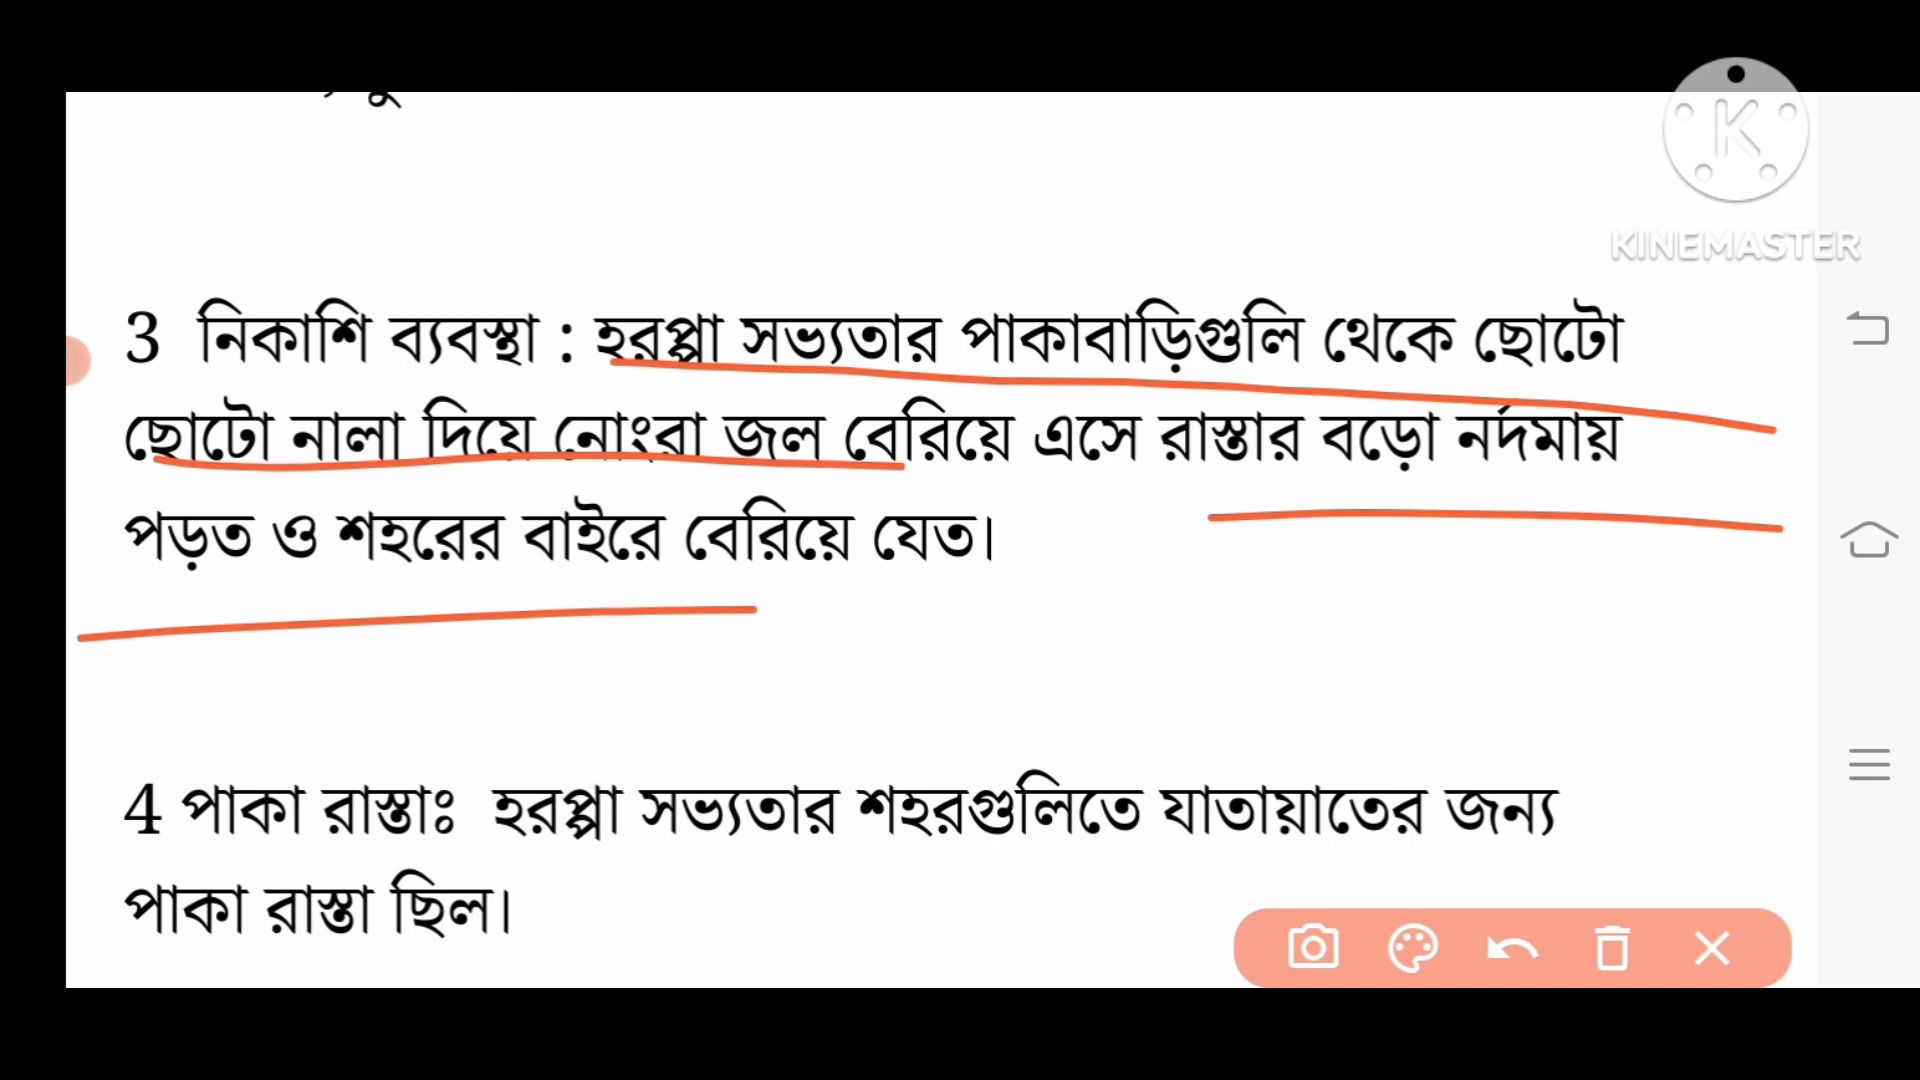 K
KINEMASTER
3 নিকাশি ব্যবস্থা : হরপ্পা সভ্যতার পাকাবাড়িগুলি থেকে ছোটো
ছোটো নালা দিয়ে নোংরা জল বেরিয়ে এসে রাস্তার বড়ো নর্দমায়
পড়ত ও শহরের বাইরে বেরিয়ে যেত।
4 পাকা রাস্তাঃ হরপ্পা সভ্যতার শহরগুলিতে যাতায়াতের জন্য
পাকা রাস্তা ছিল।